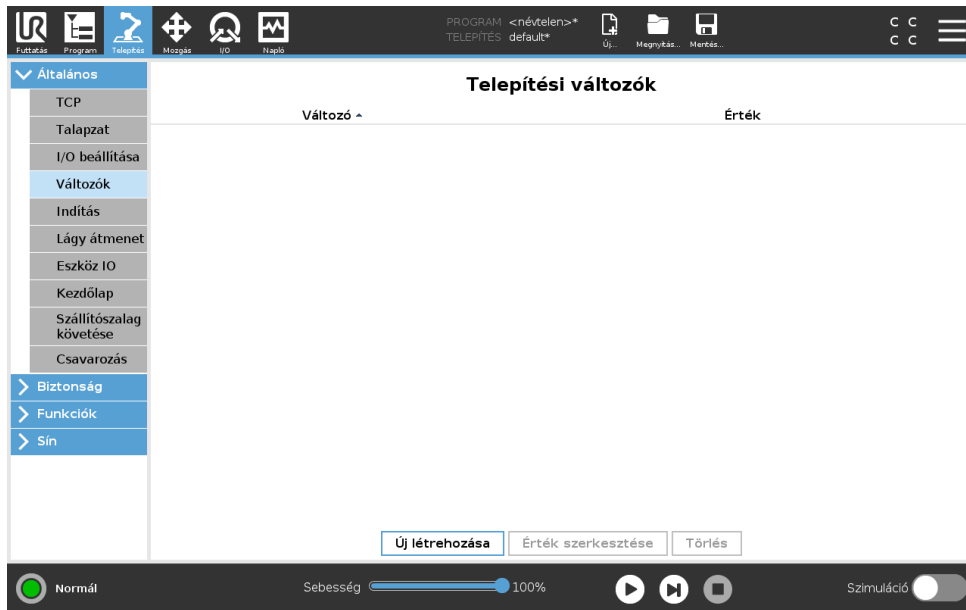 Futtatás
Program
Telepítés
Mozgás
I/O
Napló
PROGRAM <névtelen>*
TELEPÍTÉS default*
Új...
Megnyitás...
Mentés...
C C
C C
Általános
TCP
Talapzat
I/O beállítása
Változók
Indítás
Lágy átmenet
Eszköz IO
Kezdőlap
Szállítószalag
követése
Csavarozás
Biztonság
Funkciók
Sín
Telepítési változók
Változó Érték
Új létrehozása Érték szerkesztése Törlés
Normál
Sebesség 100%
Szimuláció